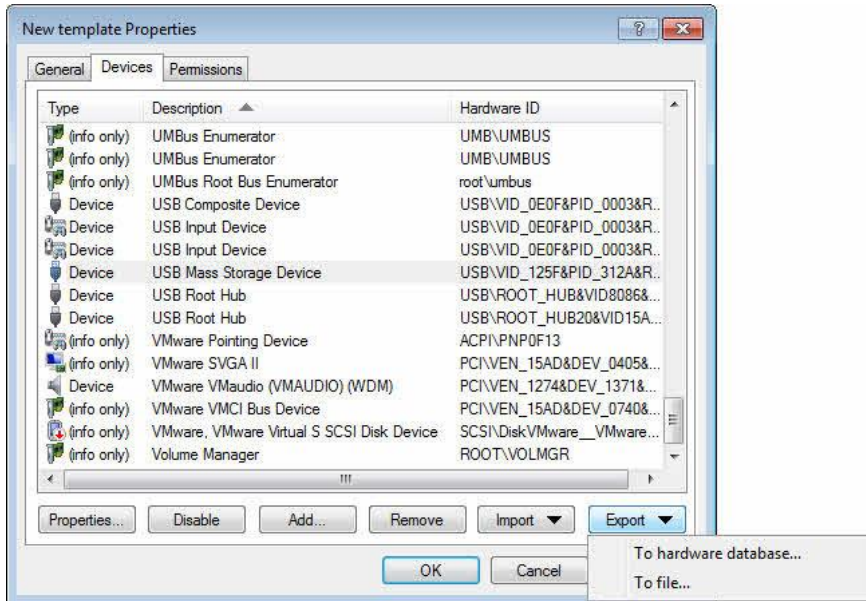 New template Properties
General Devices Permissions
Type Description Hardware ID
(info only) UMBus Enumerator UMB\UMBUS
(info only) UMBus Enumerator UMB\UMBUS
(info only) UMBus Root Bus Enumerator root\umbus
Device USB Composite Device USB\VID_0E0F&PID_0003&R...
Device USB Input Device USB\VID_0E0F&PID_0003&R...
Device USB Input Device USB\VID_0E0F&PID_0003&R...
Device USB Mass Storage Device USB\VID_125F&PID_312A&R...
Device USB Root Hub USB\ROOT_HUB&VID8086&...
Device USB Root Hub USB\ROOT_HUB20&VID15A...
(info only) VMware Pointing Device ACPI\PNP0F13
(info only) VMware SVGA II PCI\VEN_15AD&DEV_0405&...
Device VMware VMaudio (VMAUDIO) (WDM) PCI\VEN_1274&DEV_1371&...
(info only) VMware VMCI Bus Device PCI\VEN_15AD&DEV_0740&...
(info only) VMware, VMware Virtual S SCSI Disk Device SCSI\DiskVMware__VMware...
(info only) Volume Manager ROOT\VOLMGR
Properties... Disable Add... Remove Import Export
To hardware database...
OK Cancel
To file...